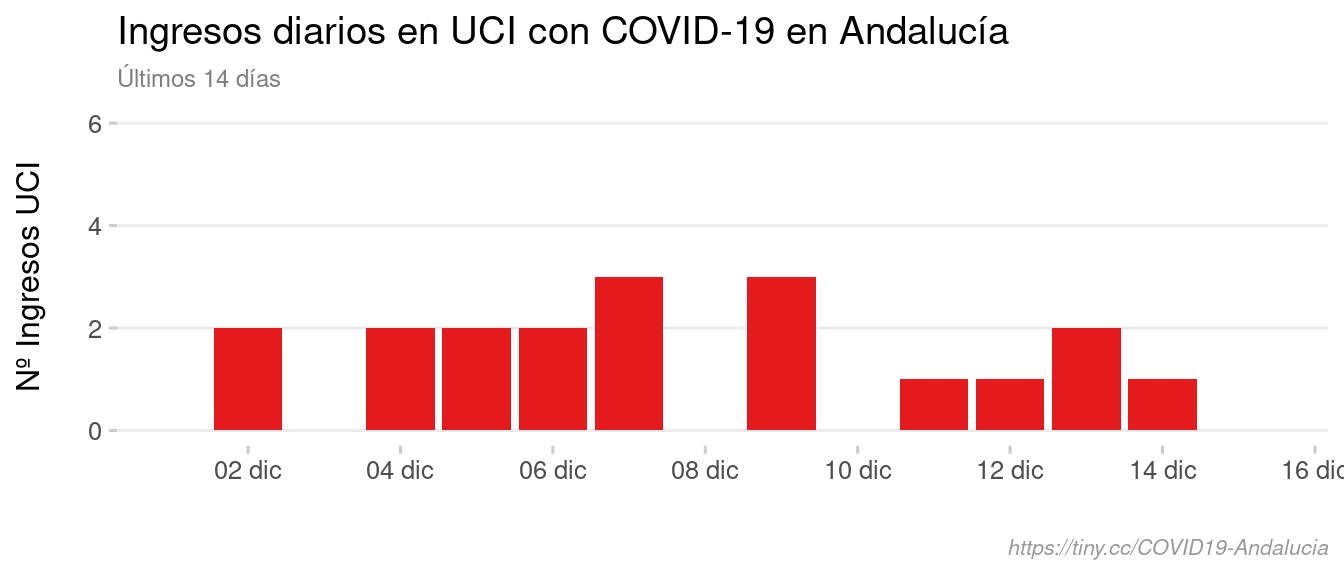 Ingresos diarios en UCI con COVID-19 en Andalucía
Últimos 14 días
Nº Ingresos UCI
6
4
2
0
02 dic 04 dic 06 dic 08 dic 10 dic 12 dic 14 dic 16 dic
https://tiny.cc/COVID19-Andalucia